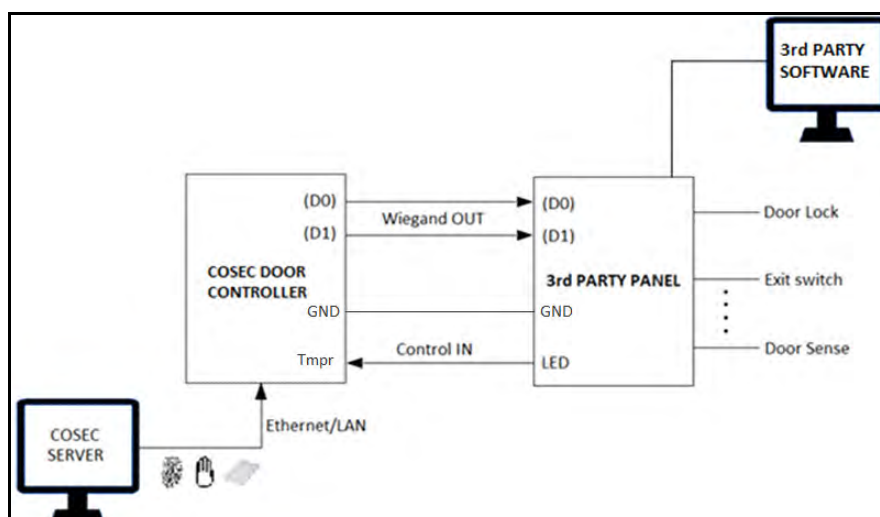 3rd PARTY
SOFTWARE
(D0)
(D1)
COSEC DOOR
CONTROLLER
GND
Tmpr
Wiegand OUT
Control IN
(D0)
(D1)
3rd PARTY PANEL
GND
LED
Door Lock
Exit switch
Door Sense
Ethernet/LAN
COSEC
SERVER